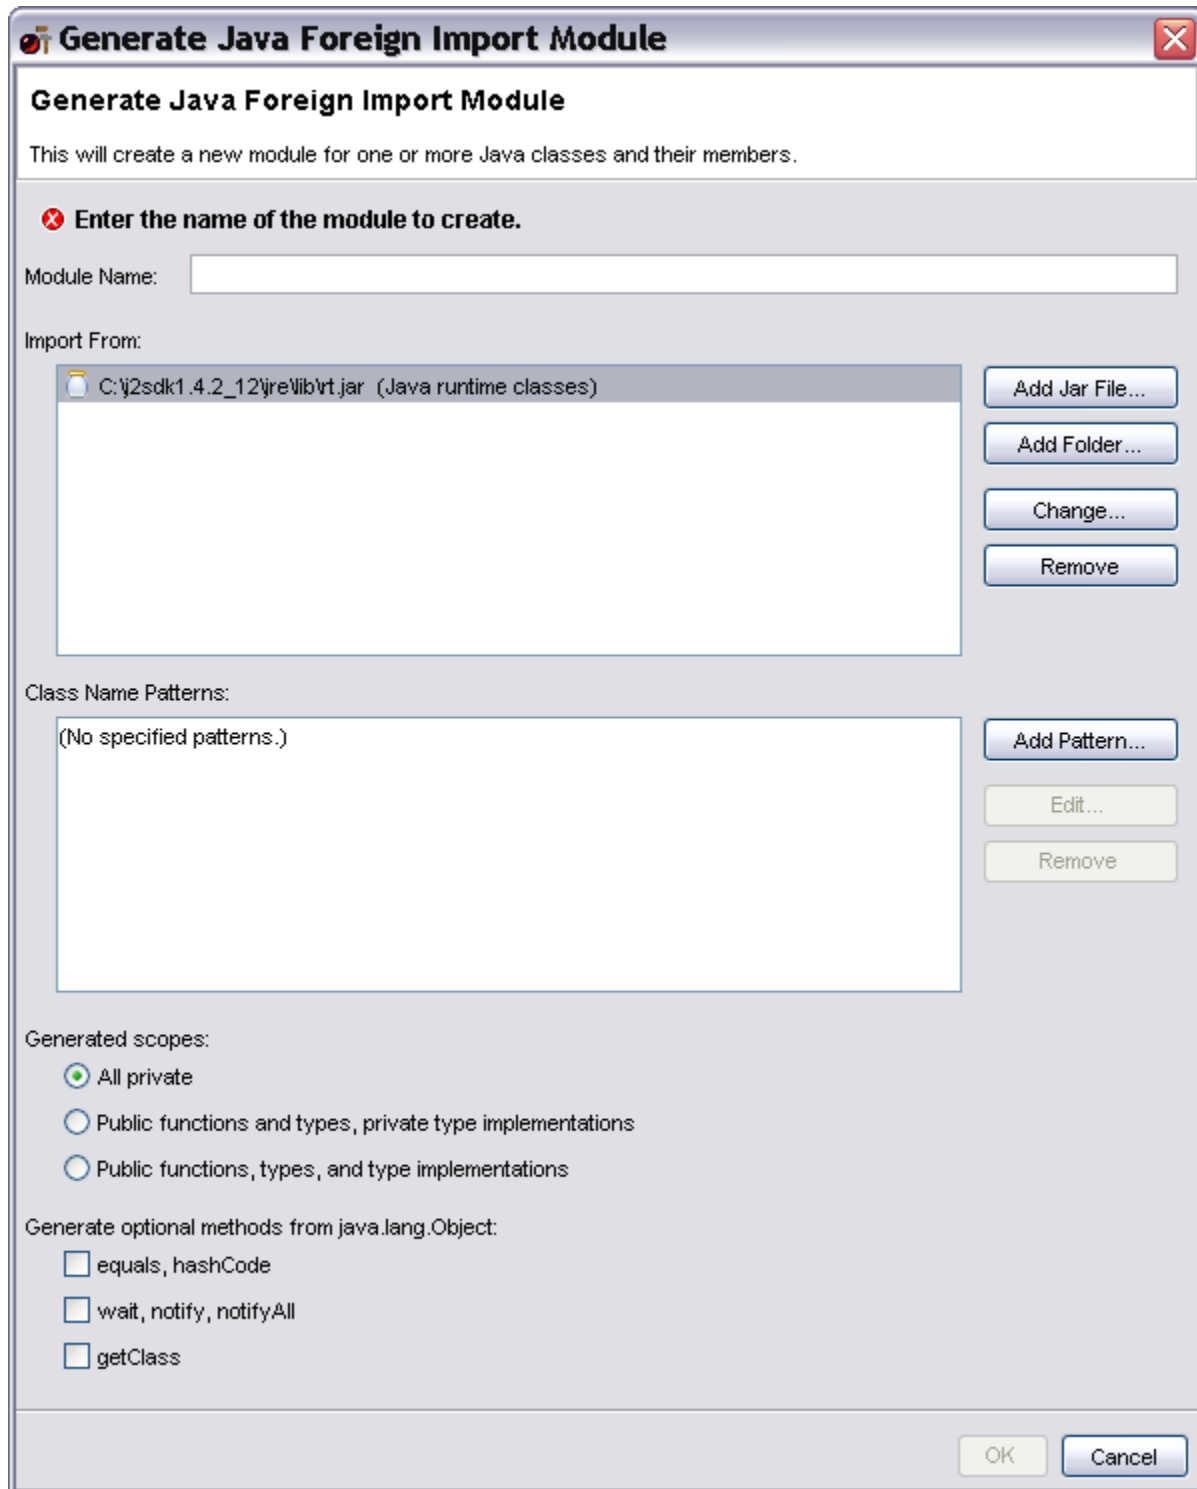 Generate Java Foreign Import Module
Generate Java Foreign Import Module
This will create a new module for one or more Java classes and their members.
Enter the name of the module to create.
Module Name:
Import From:
C:\j2sdk1.4.2_12\jre\lib\rt.jar (Java runtime classes)
Add Jar File...
Add Folder...
Change...
Remove
Class Name Patterns:
(No specified patterns.)
Add Pattern...
Edit...
Remove
Generated scopes:
All private
Public functions and types, private type implementations
Public functions, types, and type implementations
Generate optional methods from java.lang.Object:
equals, hashCode
wait, notify, notifyAll
getClass
OK
Cancel